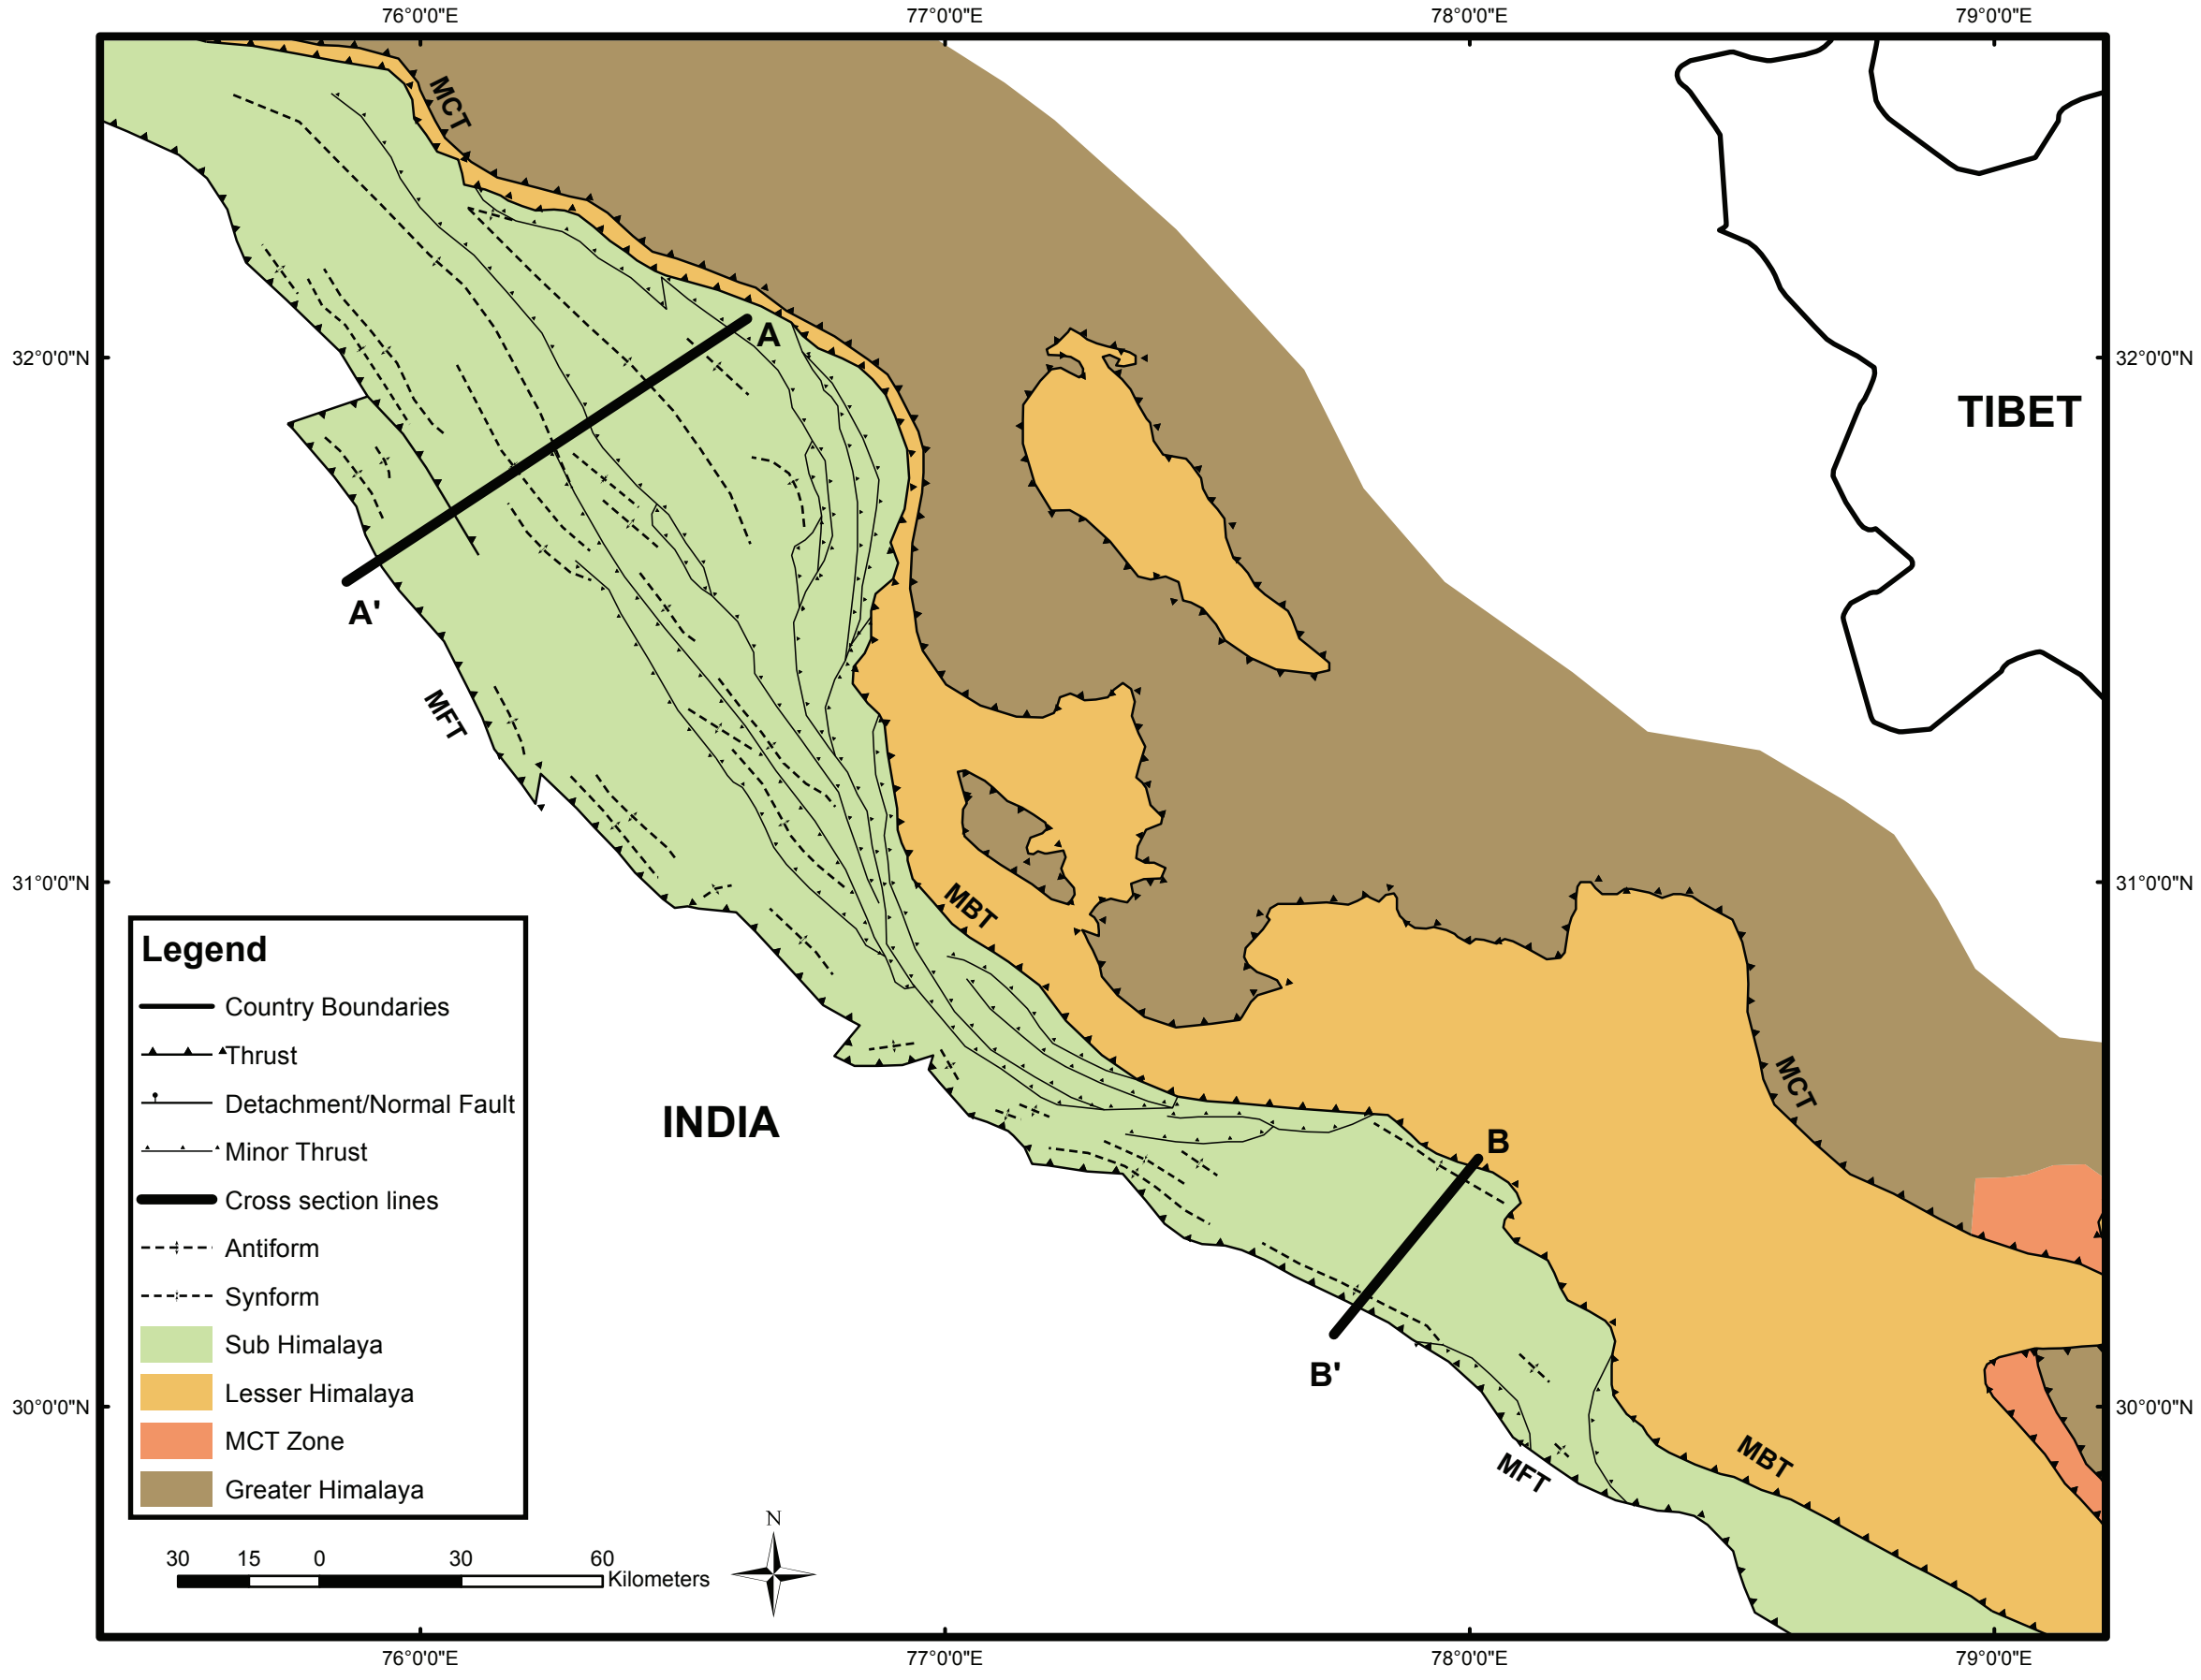 76°0'0"E 77°0'0"E 78°0'0"E 79°0'0"E
MCT
A
32°0'0"N 32°0'0"N
TIBET
A'
MFT
31°0'0"N MBT 31°0'0"N
MCT
INDIA
B
B'
30°0'0"N 30°0'0"N
MBT
MFT
Legend
Country Boundaries
Thrust
Detachment/Normal Fault
Minor Thrust
Cross section lines
Antiform
Synform
Sub Himalaya
Lesser Himalaya
MCT Zone
Greater Himalaya
N
30 15 0 30 60
Kilometers
76°0'0"E 77°0'0"E 78°0'0"E 79°0'0"E